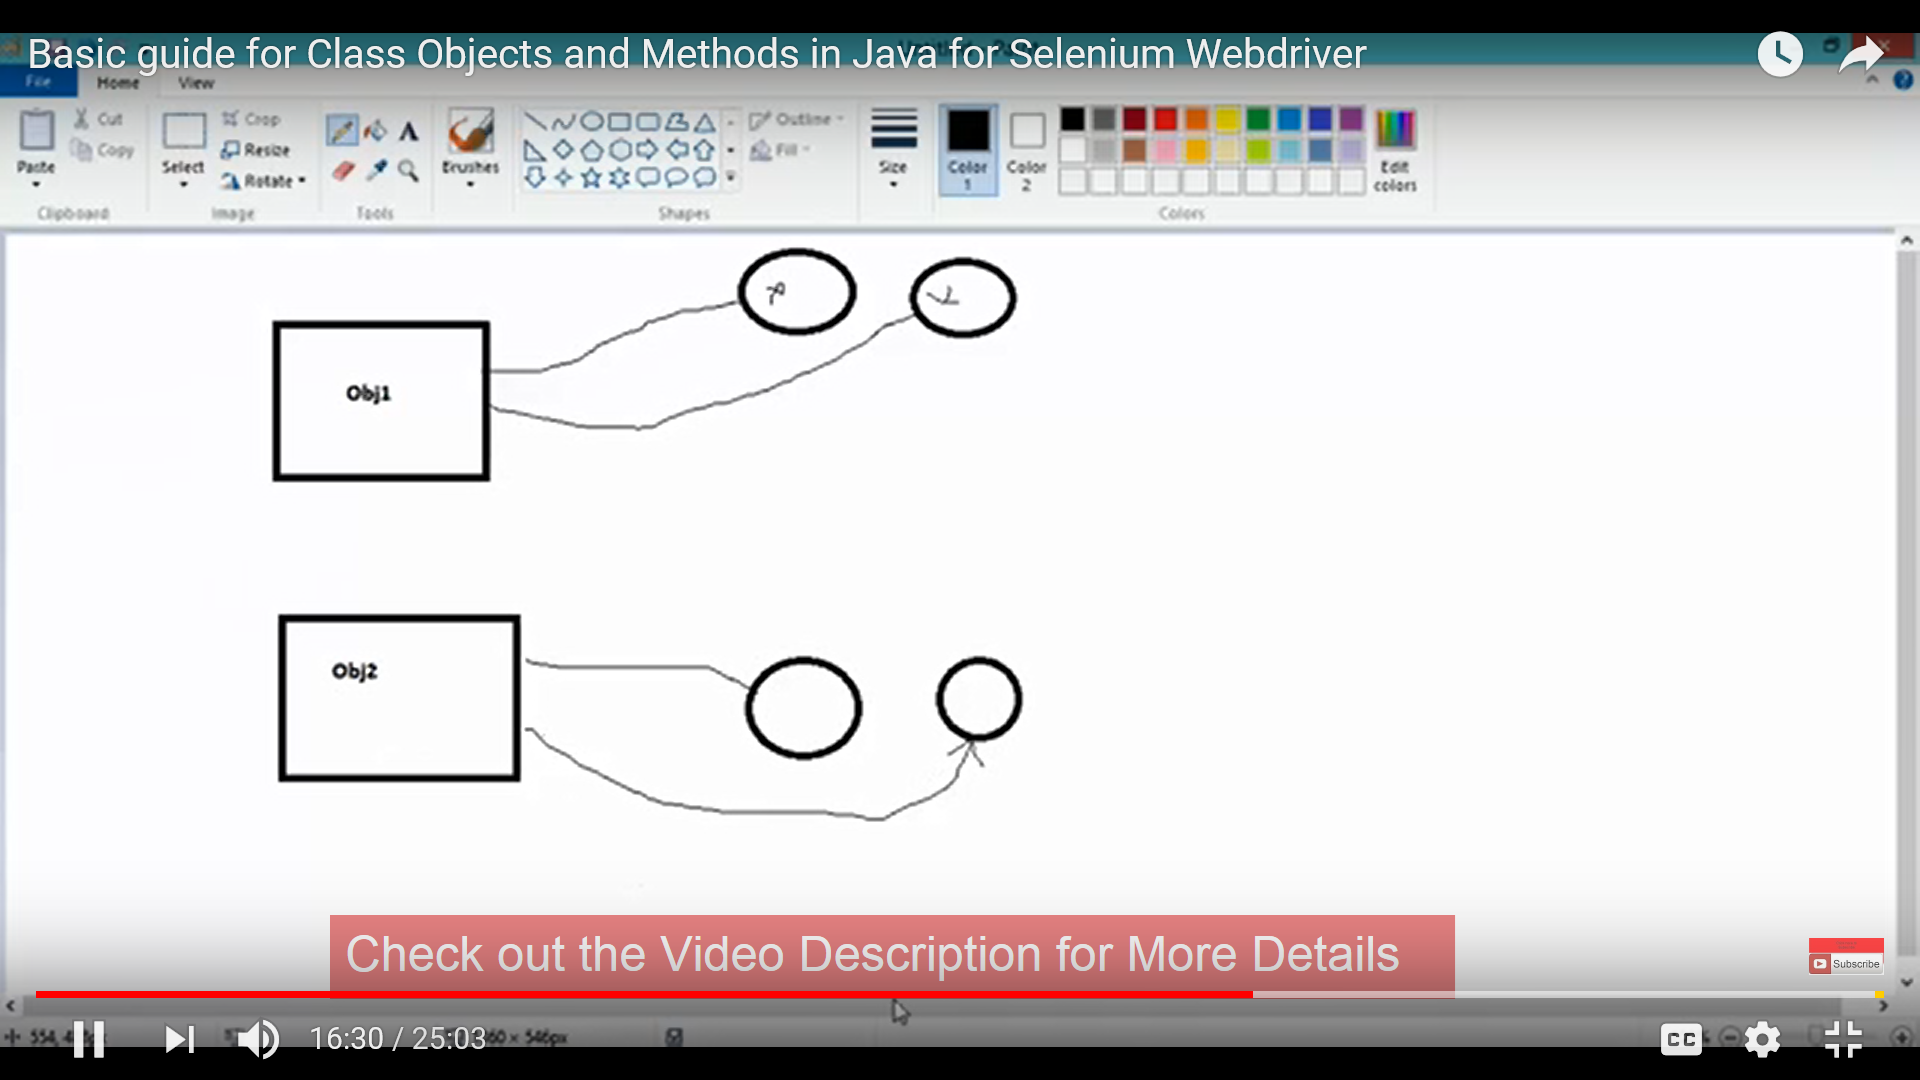 Basic guide for Class Objects and Methods in Java for Selenium Webdriver
File Home View
Paste Cut Copy
Clipboard
Select Crop Resize Rotate
Image
Tools
Brushes
Outline
Fill
Shapes
Size
Color 1
Color 2
Edit colors
Colors
Obj1
Obj2
Check out the Video Description for More Details
Subscribe
16:30 / 25:03
CC